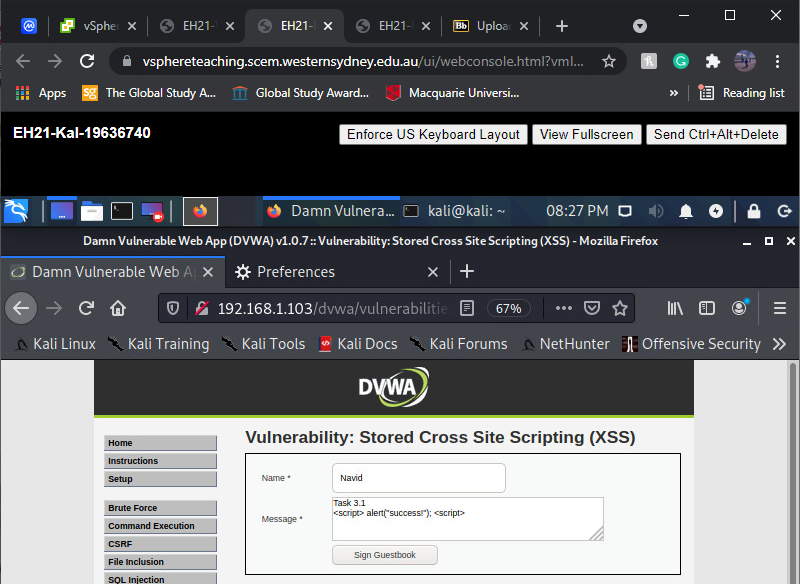 vSphe
EH21-
EH21-
EH21-
Bb Uploa
vsphereteaching.scem.westernsydney.edu.au/ui/webconsole.html?vml...
Apps
SG The Global Study A...
Global Study Award...
Macquarie Universi...
»
Reading list
EH21-Kal-19636740
Enforce US Keyboard Layout
View Fullscreen
Send Ctrl+Alt+Delete
Damn Vulnera...
kali@kali: ~
08:27 PM
Damn Vulnerable Web App (DVWA) v1.0.7 :: Vulnerability: Stored Cross Site Scripting (XSS) - Mozilla Firefox
Damn Vulnerable Web Ap
Preferences
192.168.1.103/dvwa/vulnerabilitie
67%
Kali Linux
Kali Training
Kali Tools
Kali Docs
Kali Forums
NetHunter
Offensive Security
DVWA
Home
Instructions
Setup
Brute Force
Command Execution
CSRF
File Inclusion
SQL Injection
Vulnerability: Stored Cross Site Scripting (XSS)
Name *
Navid
Message *
Task 3.1
<script> alert("success!"); <script>
Sign Guestbook